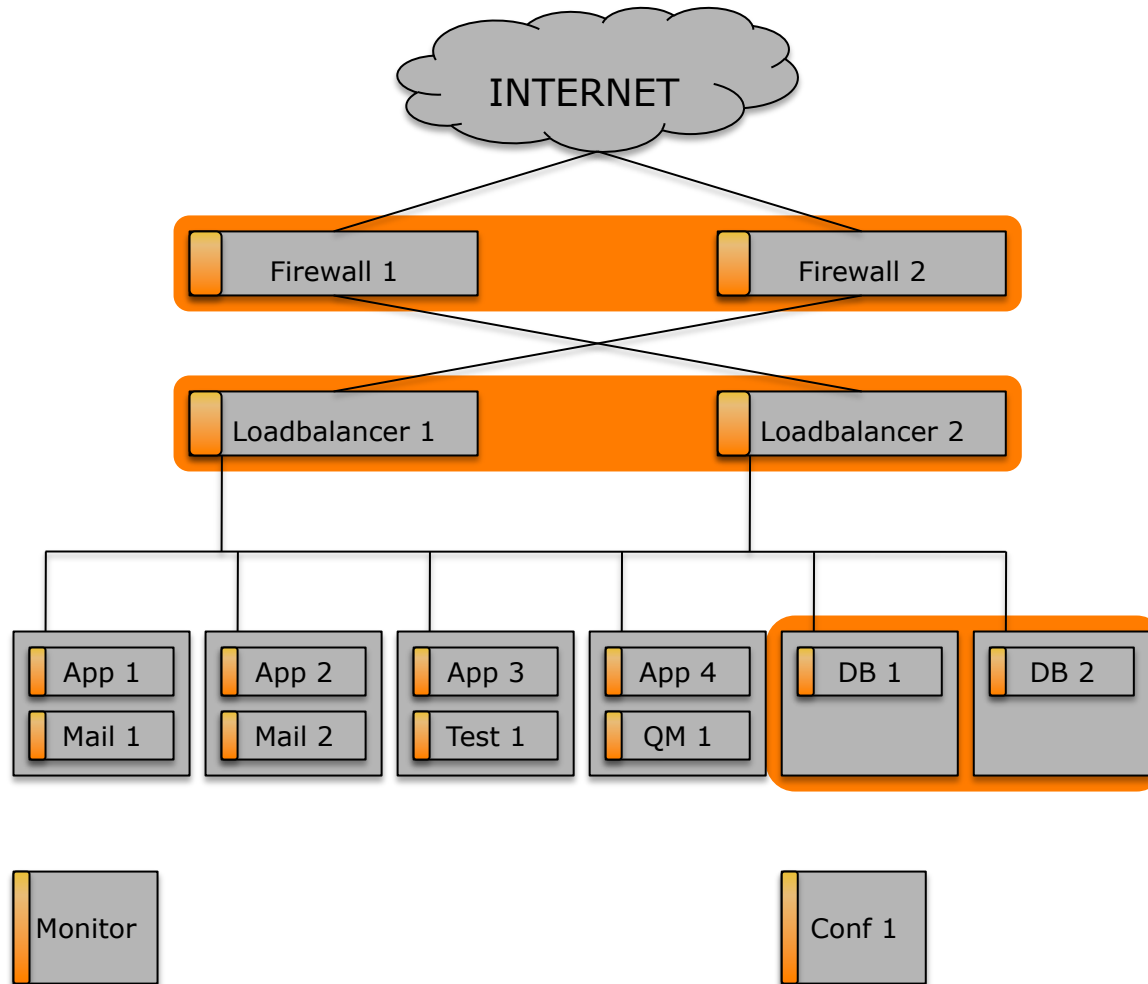 INTERNET
Firewall 1
Firewall 2
Loadbalancer 1
Loadbalancer 2
App 1
App 2
App 3
App 4
DB 1
DB 2
Mail 1
Mail 2
Test 1
QM 1
Monitor
Conf 1